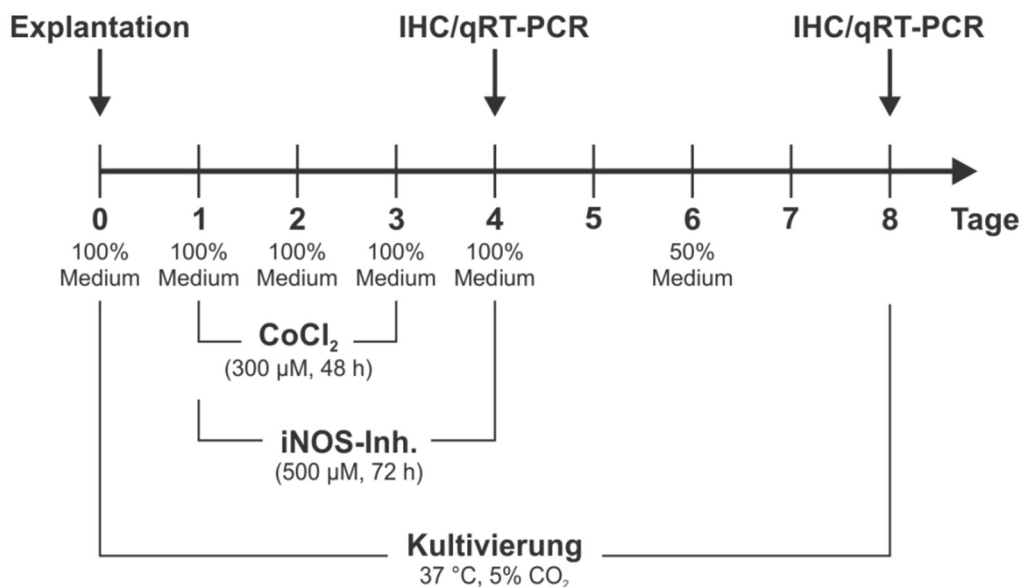 Explantation IHC/qRT-PCR IHC/qRT-PCR
0 1 2 3 4 5 6 7 8 Tage
100% 100% 100% 100% 100% 50%
Medium Medium Medium Medium Medium Medium
CoCl₂
(300 µM, 48 h)
iNOS-Inh.
(500 µM, 72 h)
Kultivierung
37 °C, 5% CO₂